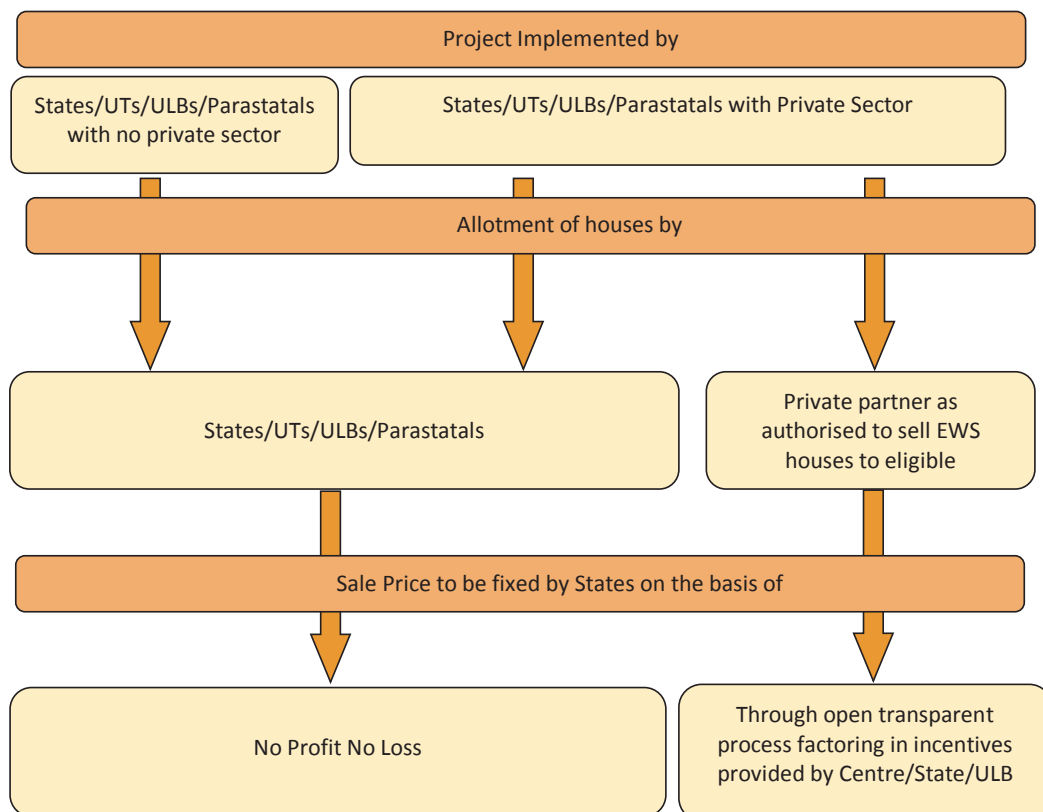 Project Implemented by
States/UTs/ULBs/Parastatals
with no private sector
States/UTs/ULBs/Parastatals with Private Sector
Allotment of houses by
States/UTs/ULBs/Parastatals
Private partner as
authorised to sell EWS
houses to eligible
Sale Price to be fixed by States on the basis of
No Profit No Loss
Through open transparent
process factoring in incentives
provided by Centre/State/ULB